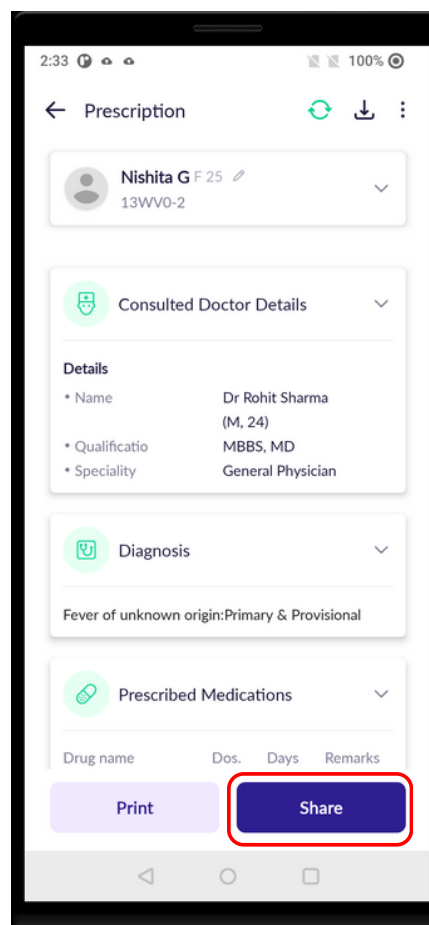 2:33 100%
Prescription
Nishita G F 25
13WV0-2
Consulted Doctor Details
Details
• Name Dr Rohit Sharma
(M, 24)
• Qualificatio MBBS, MD
• Speciality General Physician
Diagnosis
Fever of unknown origin:Primary & Provisional
Prescribed Medications
Drug name Dos. Days Remarks
Print Share